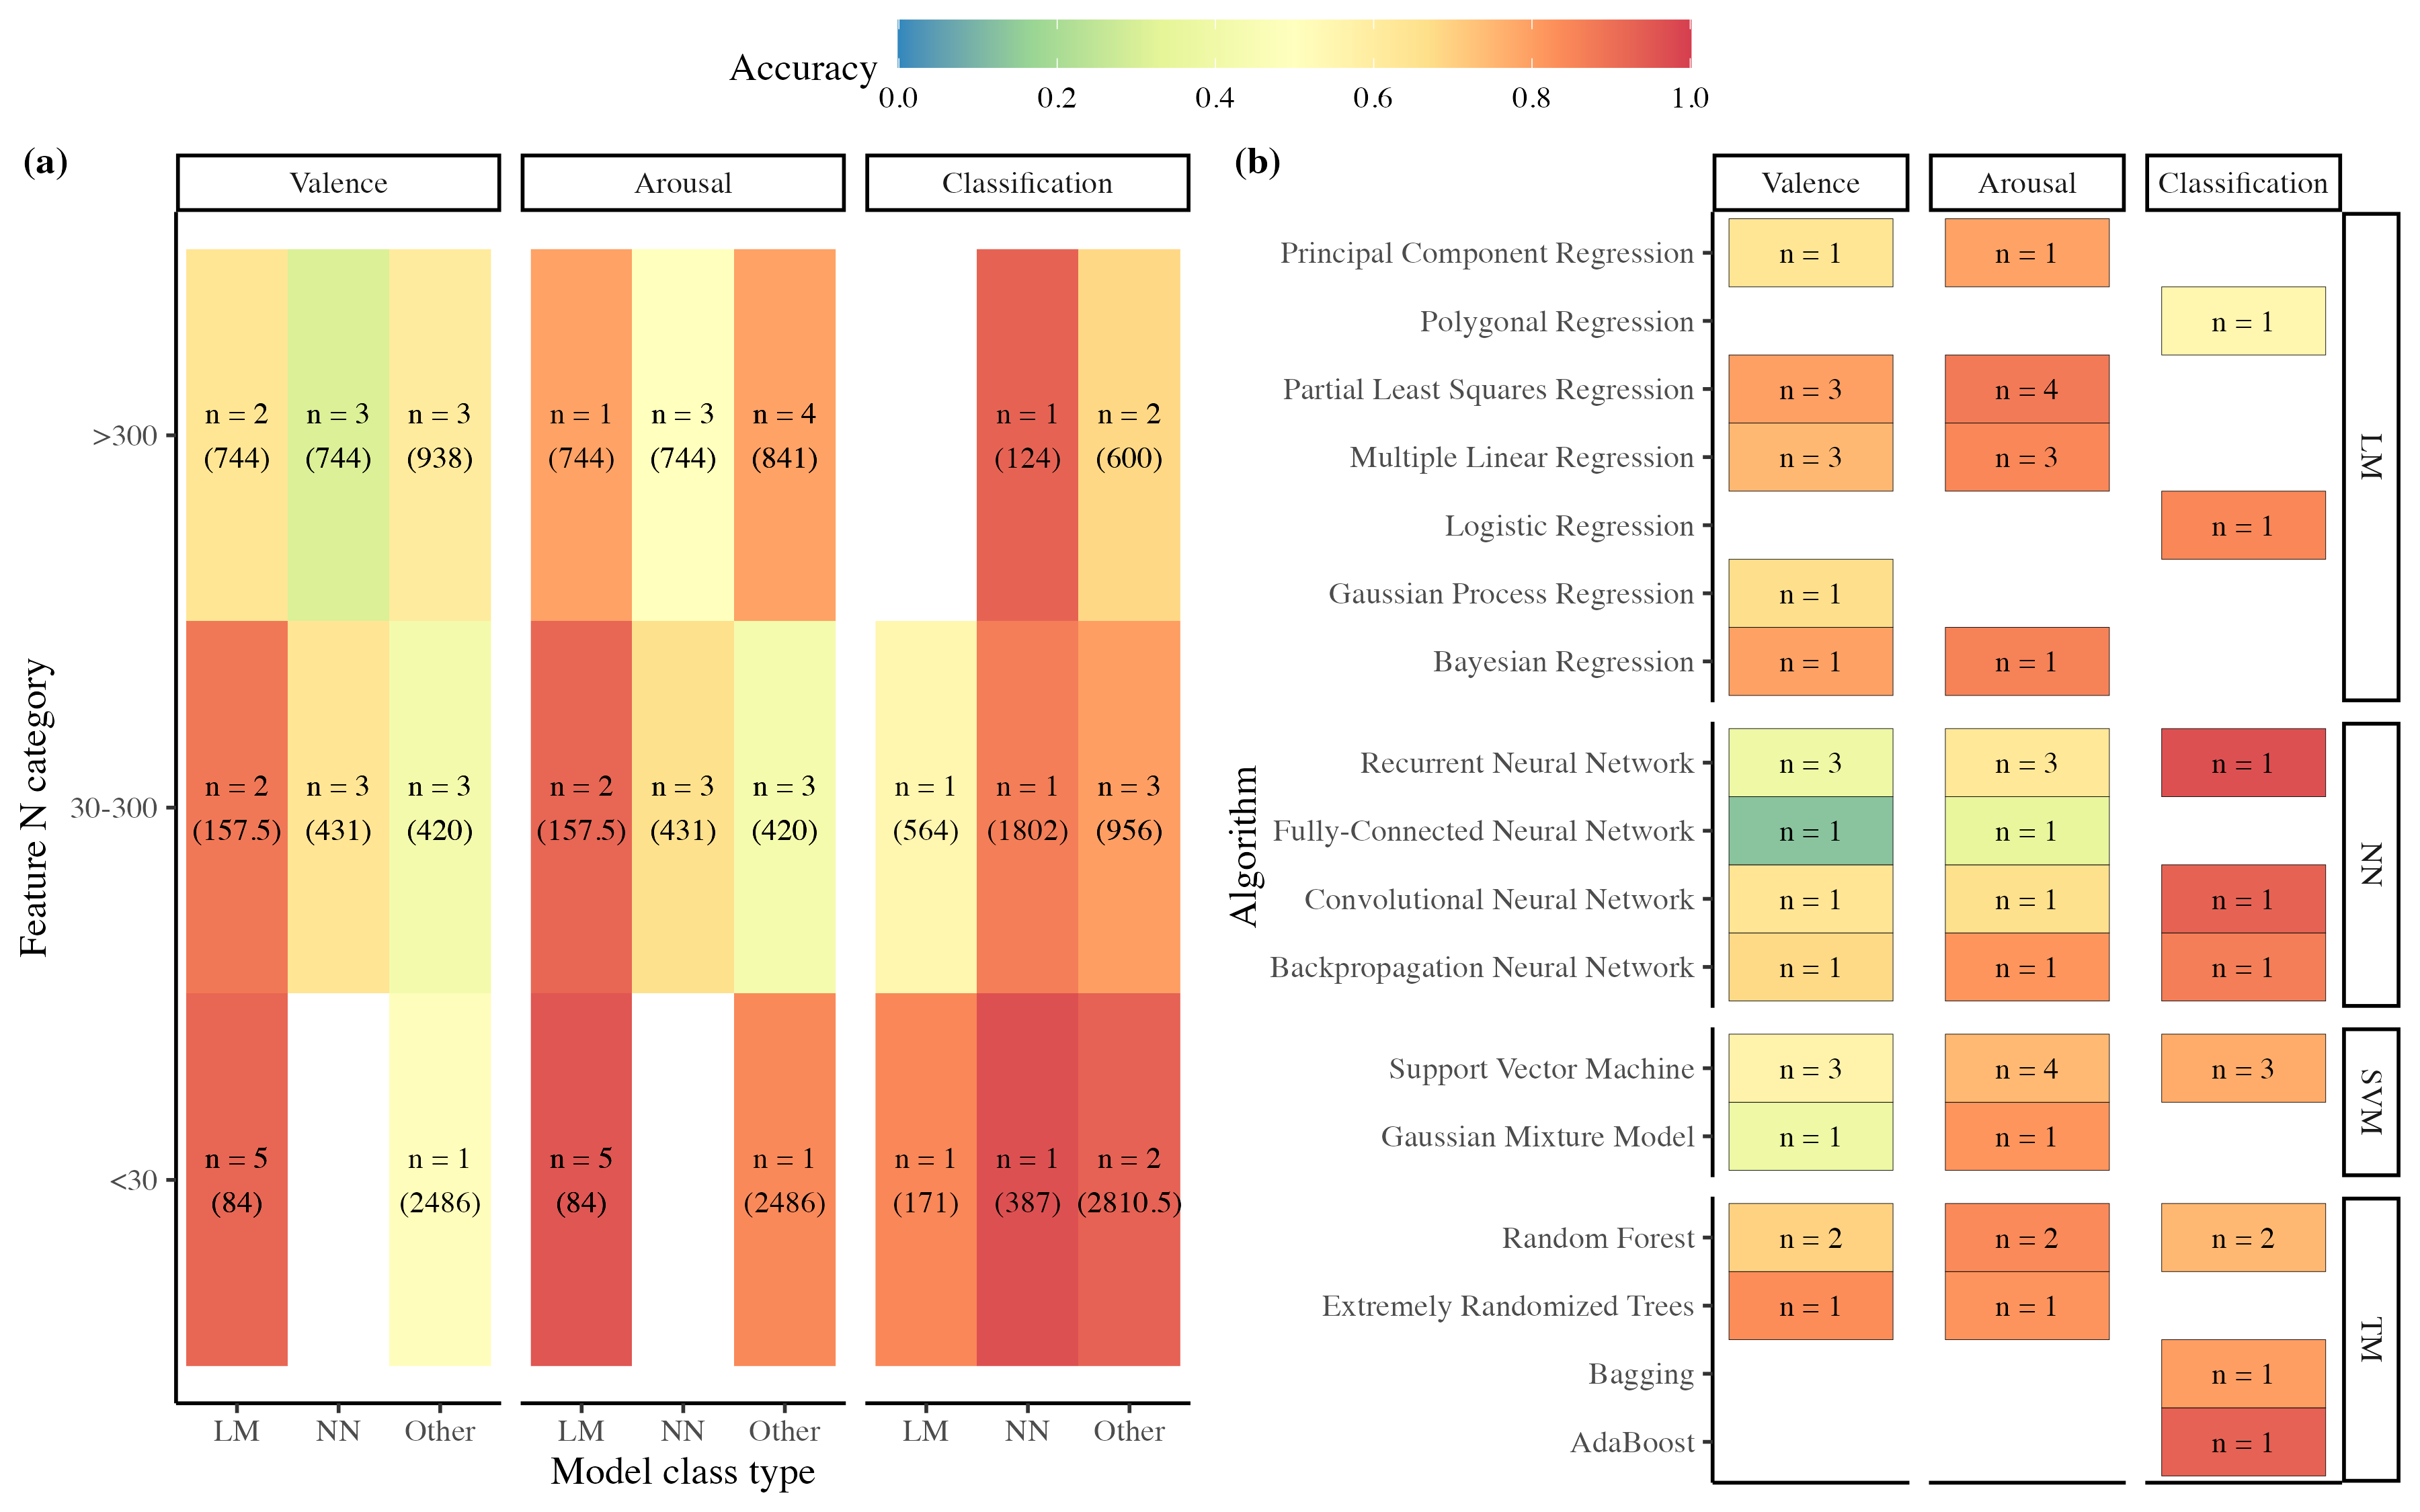 Accuracy
0.0 0.2 0.4 0.6 0.8 1.0
(a)
Valence Arousal Classification
Feature N category
>300
n = 2 n = 3 n = 3 n = 1 n = 3 n = 4 n = 1 n = 2
(744) (744) (938) (744) (744) (841) (124) (600)
30-300
n = 2 n = 3 n = 3 n = 2 n = 3 n = 3 n = 1 n = 1 n = 3
(157.5) (431) (420) (157.5) (431) (420) (564) (1802) (956)
<30
n = 5 n = 1 n = 5 n = 1 n = 1 n = 1 n = 2
(84) (2486) (84) (2486) (171) (387) (2810.5)
LM NN Other LM NN Other LM NN Other
Model class type
(b)
Valence Arousal Classification
Algorithm
Principal Component Regression n = 1 n = 1
Polygonal Regression n = 1
Partial Least Squares Regression n = 3 n = 4
Multiple Linear Regression n = 3 n = 3
Logistic Regression n = 1
Gaussian Process Regression n = 1
Bayesian Regression n = 1 n = 1
LM
Recurrent Neural Network n = 3 n = 3 n = 1
Fully-Connected Neural Network n = 1 n = 1
Convolutional Neural Network n = 1 n = 1 n = 1
Backpropagation Neural Network n = 1 n = 1 n = 1
NN
Support Vector Machine n = 3 n = 4 n = 3
Gaussian Mixture Model n = 1 n = 1
SVM
Random Forest n = 2 n = 2 n = 2
Extremely Randomized Trees n = 1 n = 1
Bagging n = 1
AdaBoost n = 1
TM